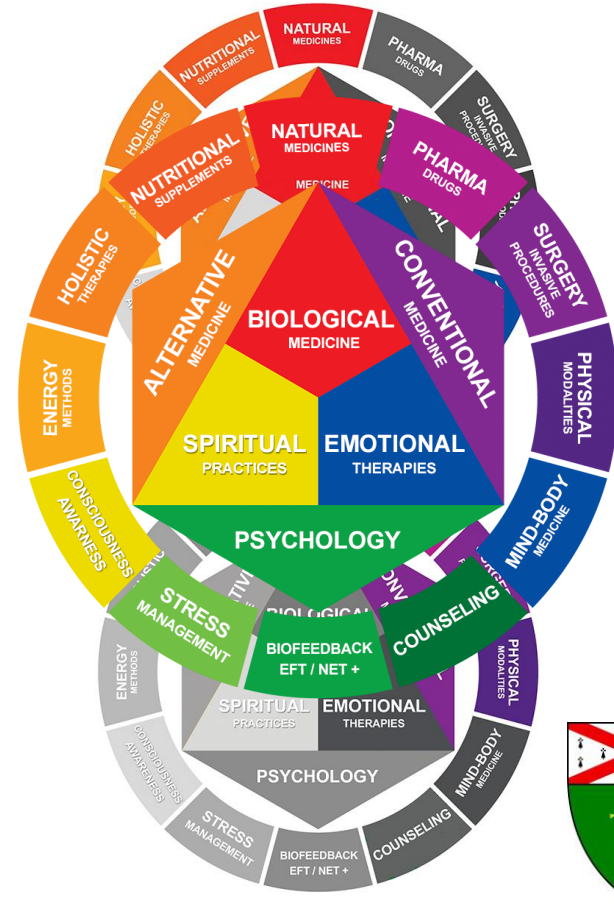 NATURAL
MEDICINES
NUTRITIONAL
SUPPLEMENTS
PHARMA
DRUGS
HOLISTIC
THERAPIES
SURGERY
INVASIVE
NATURAL
MEDICINES
NUTRITIONAL
SUPPLEMENTS
PHARMA
DRUGS
MEDICINE
HOLISTIC
THERAPIES
SURGERY
INVASIVE
PROCEDURES
ALTERNATIVE
MEDICINE
CONVENTIONAL
MEDICINE
BIOLOGICAL
MEDICINE
ENERGY
METHODS
PHYSICAL
MODALITIES
SPIRITUAL
PRACTICES
EMOTIONAL
THERAPIES
CONSCIOUSNESS
AWARNESS
MIND-BODY
MEDICINE
PSYCHOLOGY
STRESS
MANAGEMENT
COUNSELING
BIOFEEDBACK
EFT / NET +
BIOLOGICAL
ENERGY
METHODS
PHYSICAL
MODALITIES
SPIRITUAL
PRACTICES
EMOTIONAL
THERAPIES
CONSCIOUSNESS
AWARENESS
MIND-BODY
MEDICINE
PSYCHOLOGY
STRESS
MANAGEMENT
COUNSELING
BIOFEEDBACK
EFT / NET +